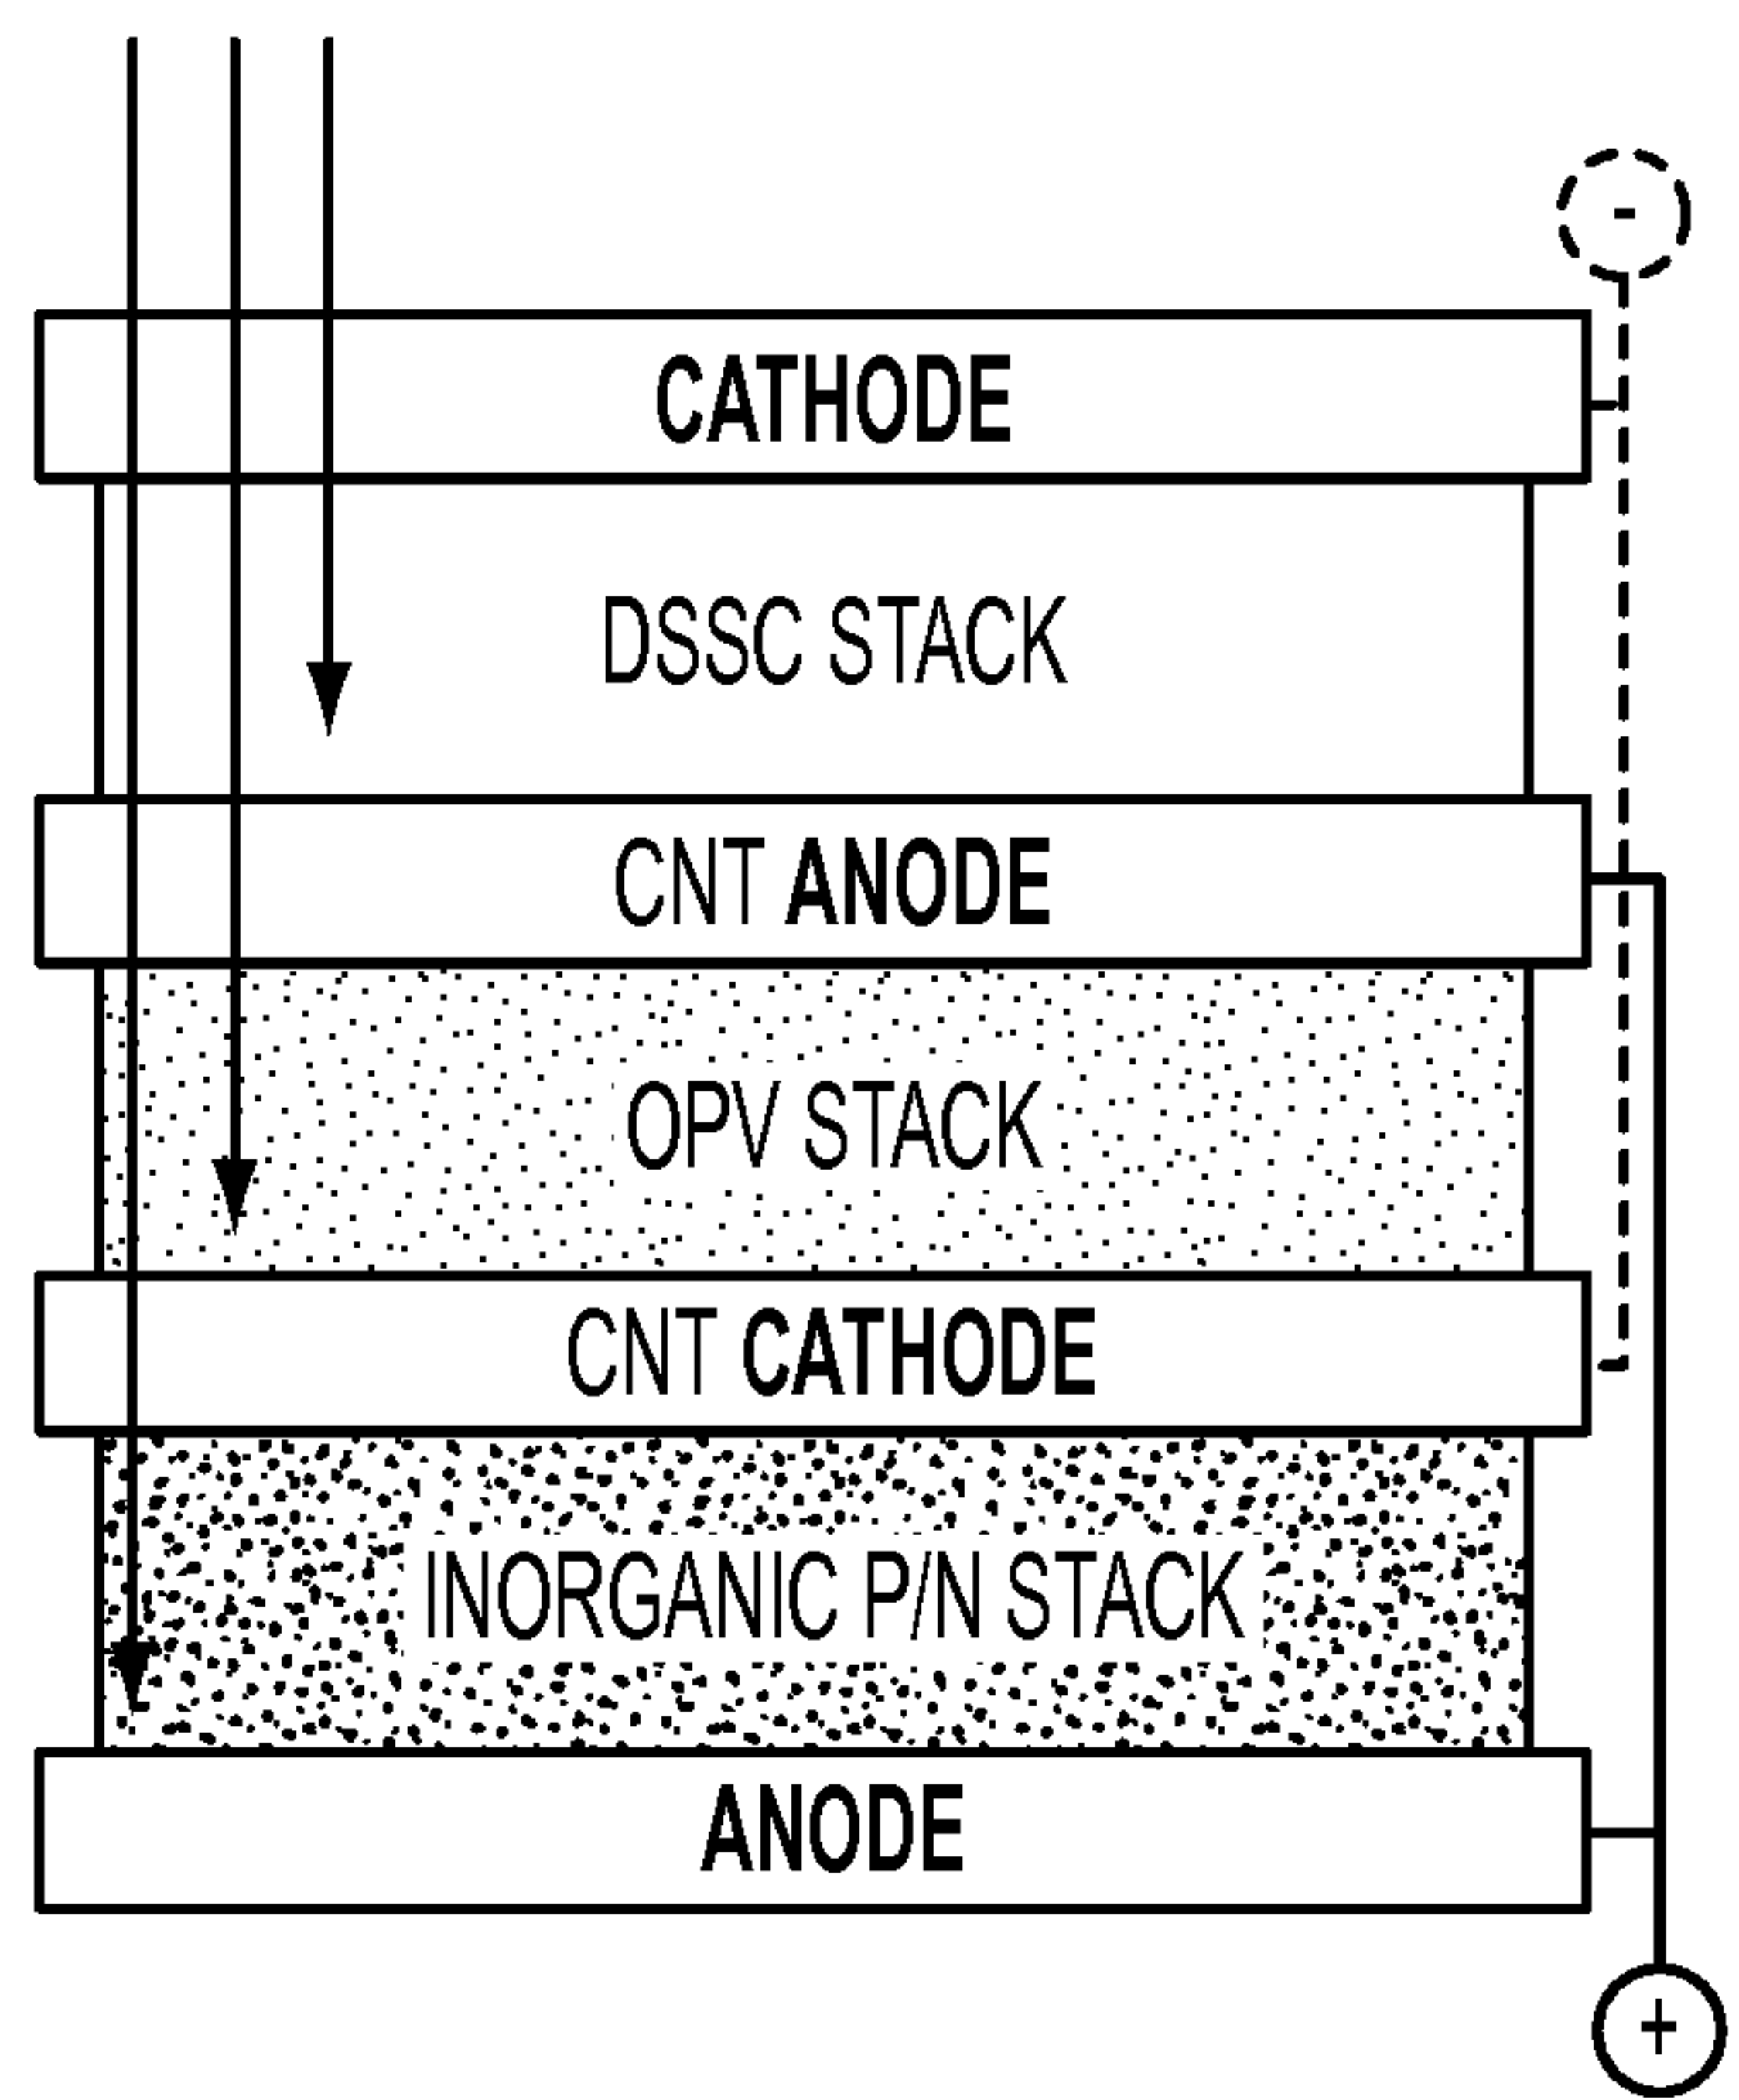 -
CATHODE
DSSC STACK
CNT ANODE
OPV STACK
CNT CATHODE
INORGANIC P/N STACK
ANODE
+